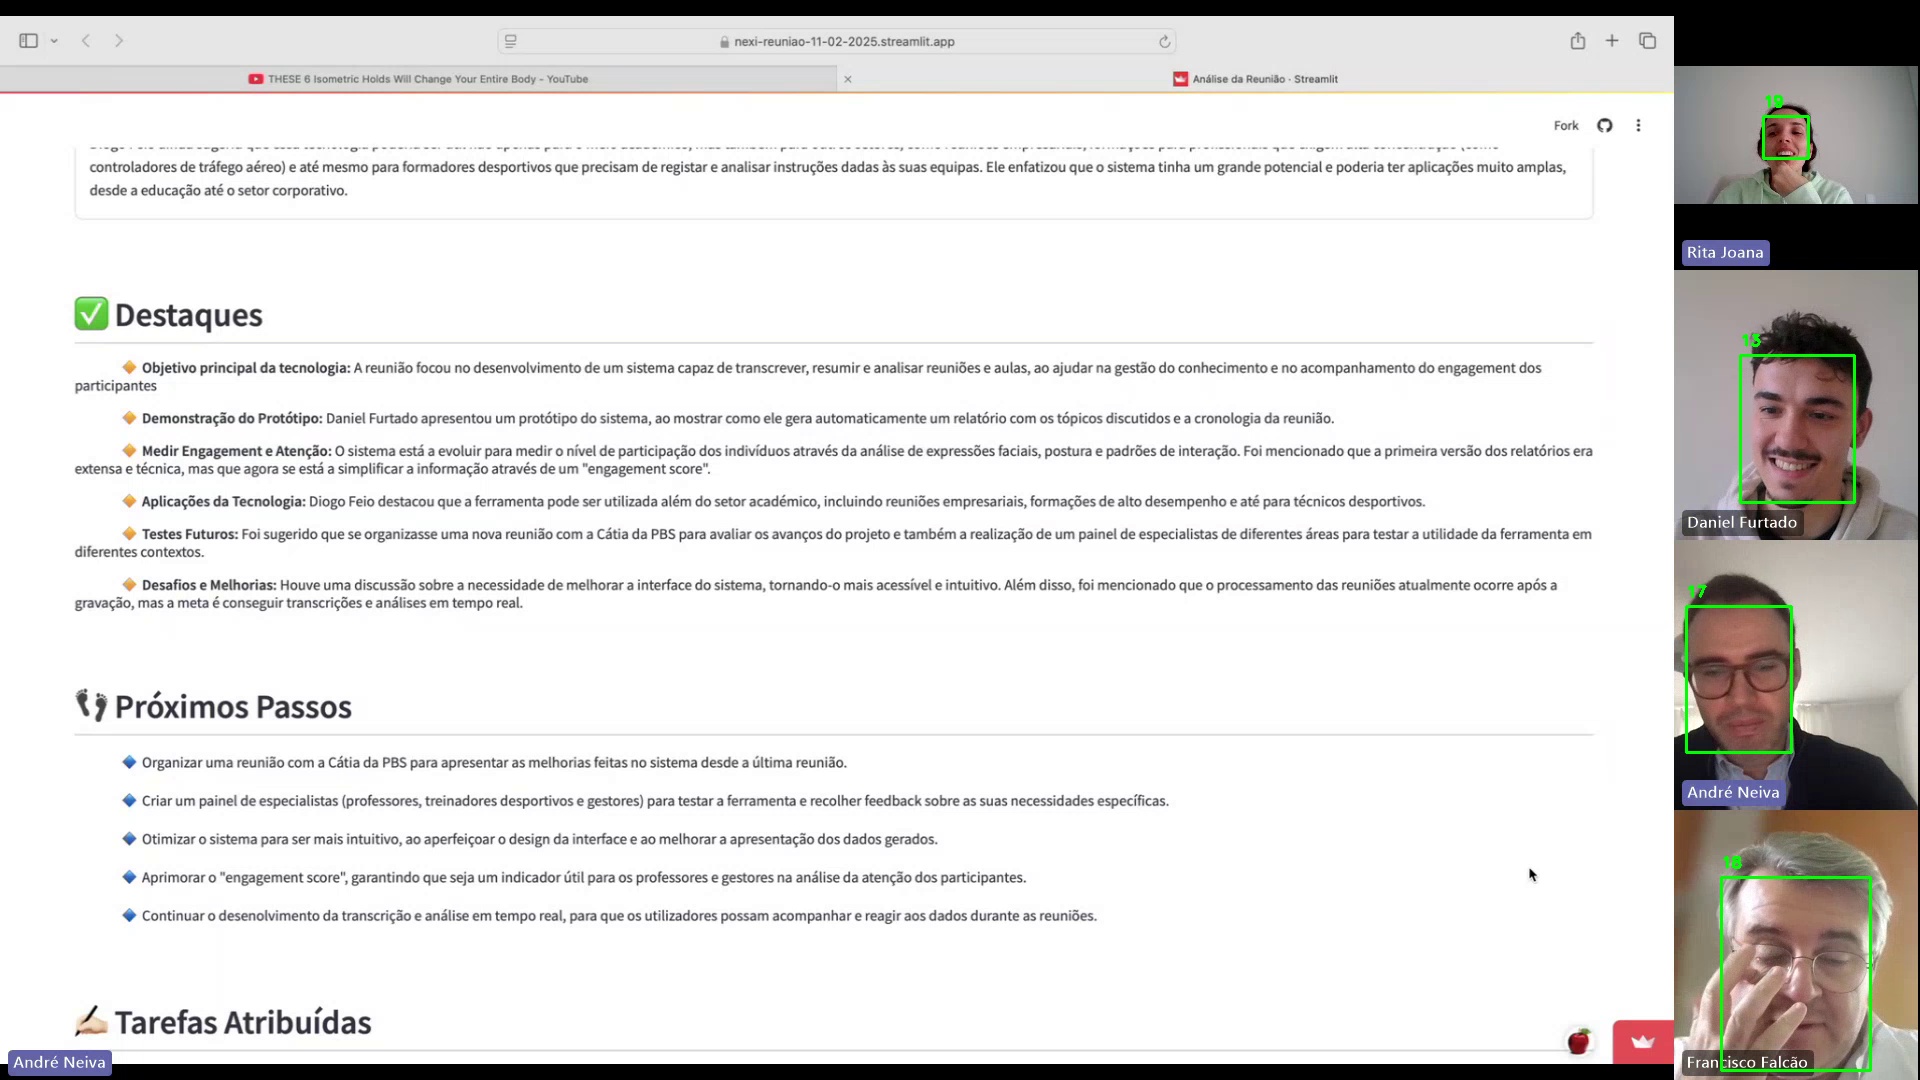 nexi-reuniao-11-02-2025.streamlit.app
THESE 6 Isometric Holds Will Change Your Entire Body - YouTube
Análise da Reunião · Streamlit
Fork
controladores de tráfego aéreo) e até mesmo para formadores desportivos que precisam de registar e analisar instruções dadas às suas equipas. Ele enfatizou que o sistema tinha um grande potencial e poderia ter aplicações muito amplas,
desde a educação até o setor corporativo.
✅ Destaques
🔸 Objetivo principal da tecnologia: A reunião focou no desenvolvimento de um sistema capaz de transcrever, resumir e analisar reuniões e aulas, ao ajudar na gestão do conhecimento e no acompanhamento do engagement dos
participantes
🔸 Demonstração do Protótipo: Daniel Furtado apresentou um protótipo do sistema, ao mostrar como ele gera automaticamente um relatório com os tópicos discutidos e a cronologia da reunião.
🔸 Medir Engagement e Atenção: O sistema está a evoluir para medir o nível de participação dos indivíduos através da análise de expressões faciais, postura e padrões de interação. Foi mencionado que a primeira versão dos relatórios era
extensa e técnica, mas que agora se está a simplificar a informação através de um "engagement score".
🔸 Aplicações da Tecnologia: Diogo Feio destacou que a ferramenta pode ser utilizada além do setor académico, incluindo reuniões empresariais, formações de alto desempenho e até para técnicos desportivos.
🔸 Testes Futuros: Foi sugerido que se organizasse uma nova reunião com a Cátia da PBS para avaliar os avanços do projeto e também a realização de um painel de especialistas de diferentes áreas para testar a utilidade da ferramenta em
diferentes contextos.
🔸 Desafios e Melhorias: Houve uma discussão sobre a necessidade de melhorar a interface do sistema, tornando-o mais acessível e intuitivo. Além disso, foi mencionado que o processamento das reuniões atualmente ocorre após a
gravação, mas a meta é conseguir transcrições e análises em tempo real.
👣 Próximos Passos
🔹 Organizar uma reunião com a Cátia da PBS para apresentar as melhorias feitas no sistema desde a última reunião.
🔹 Criar um painel de especialistas (professores, treinadores desportivos e gestores) para testar a ferramenta e recolher feedback sobre as suas necessidades específicas.
🔹 Otimizar o sistema para ser mais intuitivo, ao aperfeiçoar o design da interface e ao melhorar a apresentação dos dados gerados.
🔹 Aprimorar o "engagement score", garantindo que seja um indicador útil para os professores e gestores na análise da atenção dos participantes.
🔹 Continuar o desenolvimento da transcrição e análise em tempo real, para que os utilizadores possam acompanhar e reagir aos dados durante as reuniões.
✍🏻 Tarefas Atribuídas
André Neiva
19
Rita Joana
15
Daniel Furtado
17
André Neiva
18
Francisco Falcão